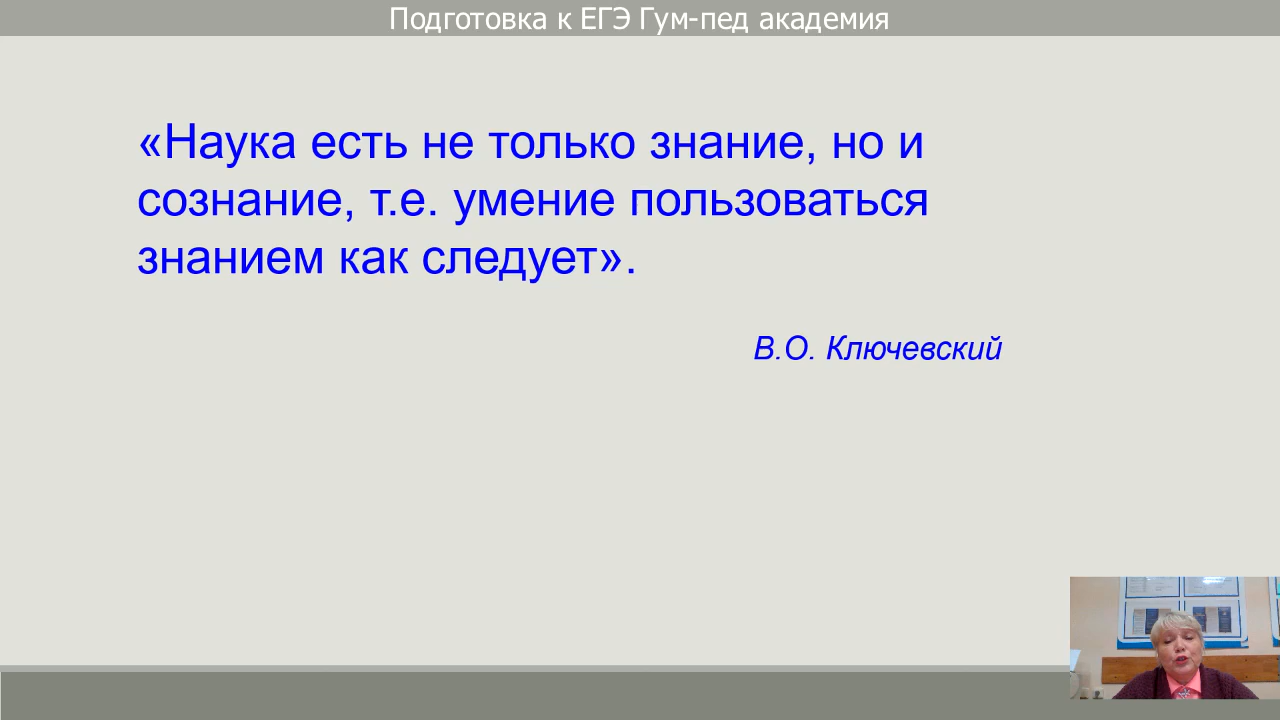 Подготовка к ЕГЭ Гум-пед академия
«Наука есть не только знание, но и
сознание, т.е. умение пользоваться
знанием как следует».
В.О. Ключевский